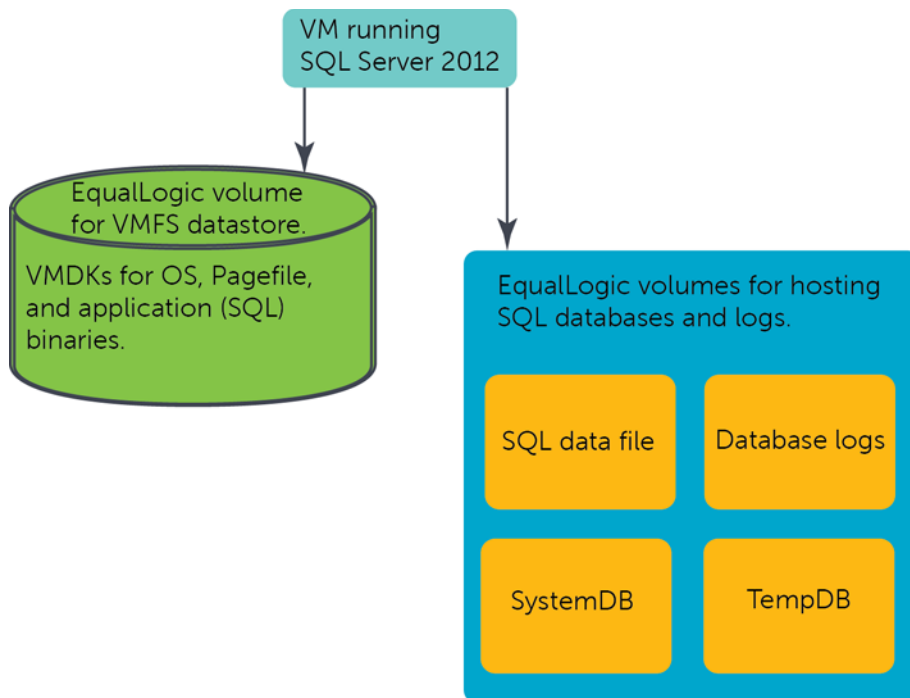 VM running
SQL Server 2012
EqualLogic volume
for VMFS datastore.
VMDKs for OS, Pagefile,
and application (SQL)
binaries.
EqualLogic volumes for hosting
SQL databases and logs.
SQL data file
Database logs
SystemDB
TempDB